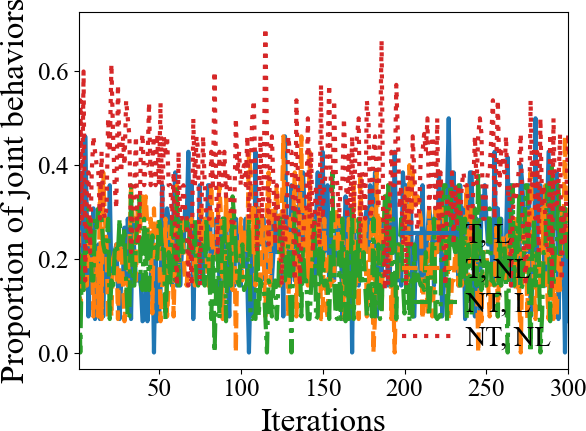 Proportion of joint behaviors
0.6
0.4
0.2
0.0
T, L
T, NL
NT, L
NT, NL
50
100
150
200
250
300
Iterations